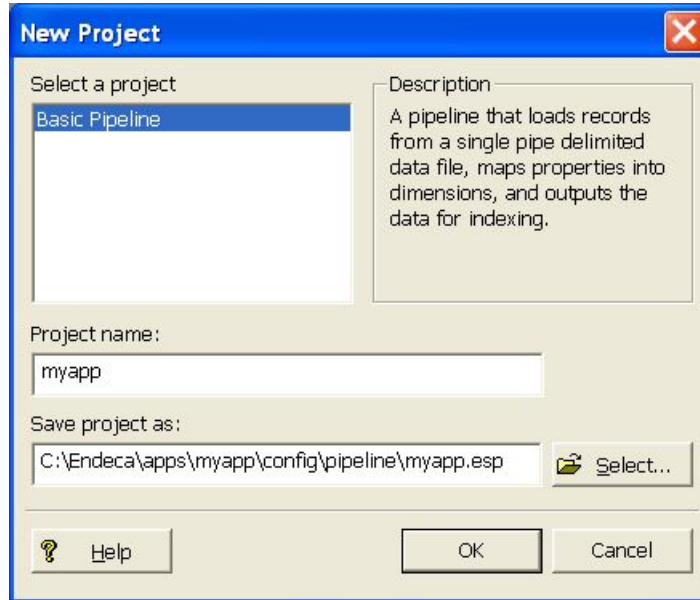 New Project
Select a project
Basic Pipeline
Description
A pipeline that loads records
from a single pipe delimited
data file, maps properties into
dimensions, and outputs the
data for indexing.
Project name:
myapp
Save project as:
C:\Endeca\apps\myapp\config\pipeline\myapp.esp
Select...
Help
OK
Cancel